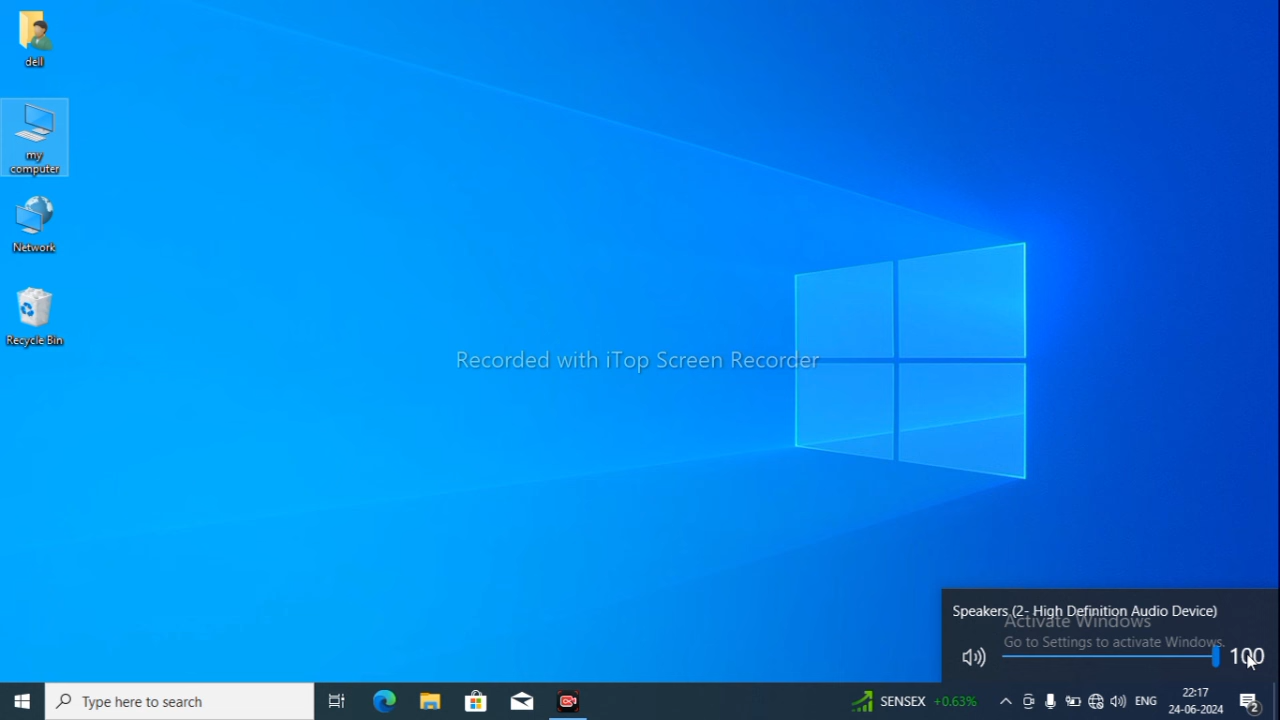 dell
my
computer
Network
Recycle Bin
Recorded with iTop Screen Recorder
Speakers (2- High Definition Audio Device)
Activate Windows
Go to Settings to activate Windows.
100
Type here to search
SENSEX +0.63%
ENG
22:17
24-06-2024
2